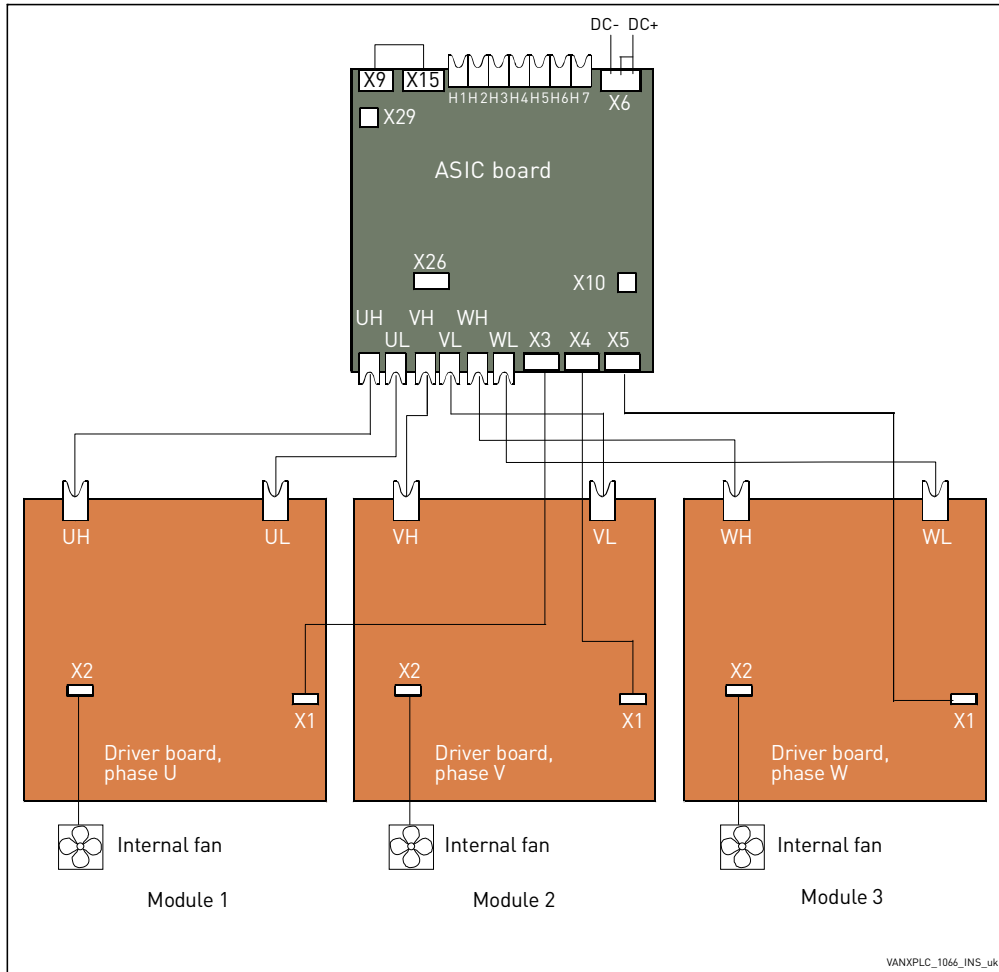 DC- DC+
X9 X15 H1H2H3H4H5H6H7 X6
X29
ASIC board
X26
X10
UH VH WH
UL VL WL X3 X4 X5
UH UL VH VL WH WL
X2 X2 X2
X1 X1 X1
Driver board,
phase U
Driver board,
phase V
Driver board,
phase W
Internal fan Internal fan Internal fan
Module 1 Module 2 Module 3
VANXPLC_1066_INS_uk